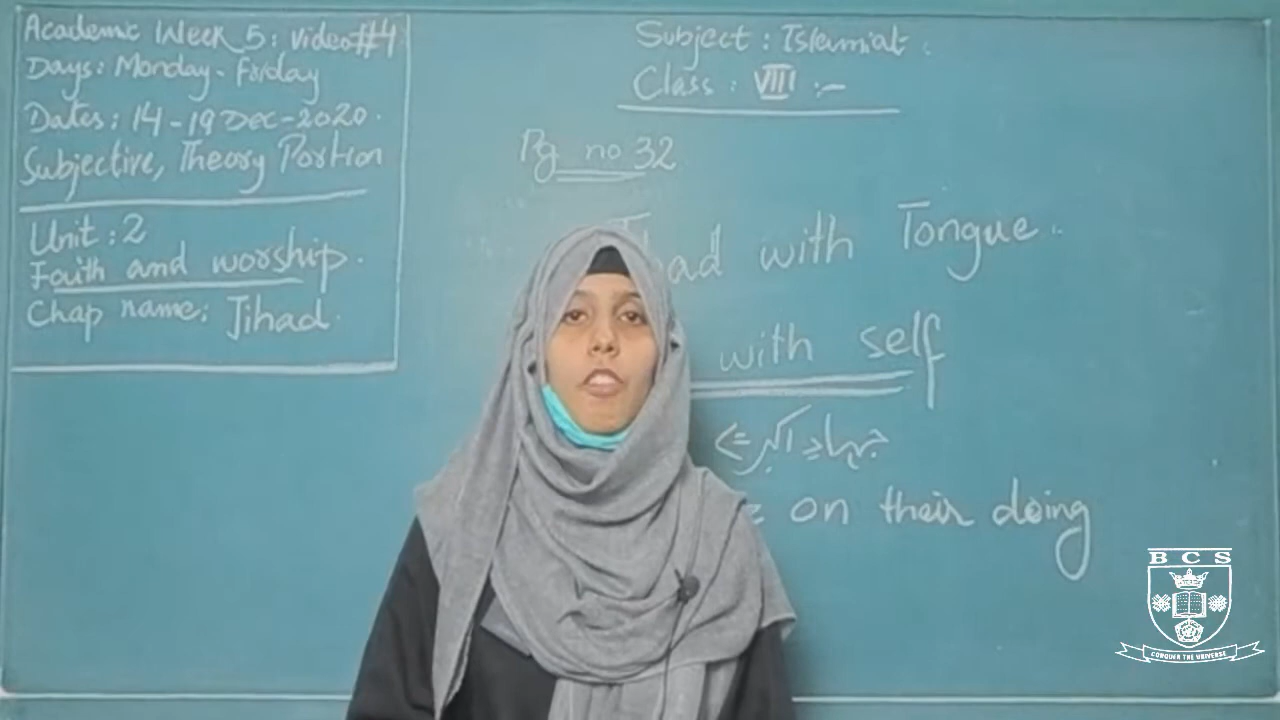 Academic Week 5: Video#4
Days: Monday-Friday
Dates: 14-19 Dec-2020.
Subjective, Theory Portion
Unit: 2
Faith and worship.
Chap name: Jihad.
Subject: Islamiat.
Class: VIII :-
Pg no 32
with Tongue..
with self
جہاد اکبر
on their doing
BCS
CONQUER THE UNIVERSE